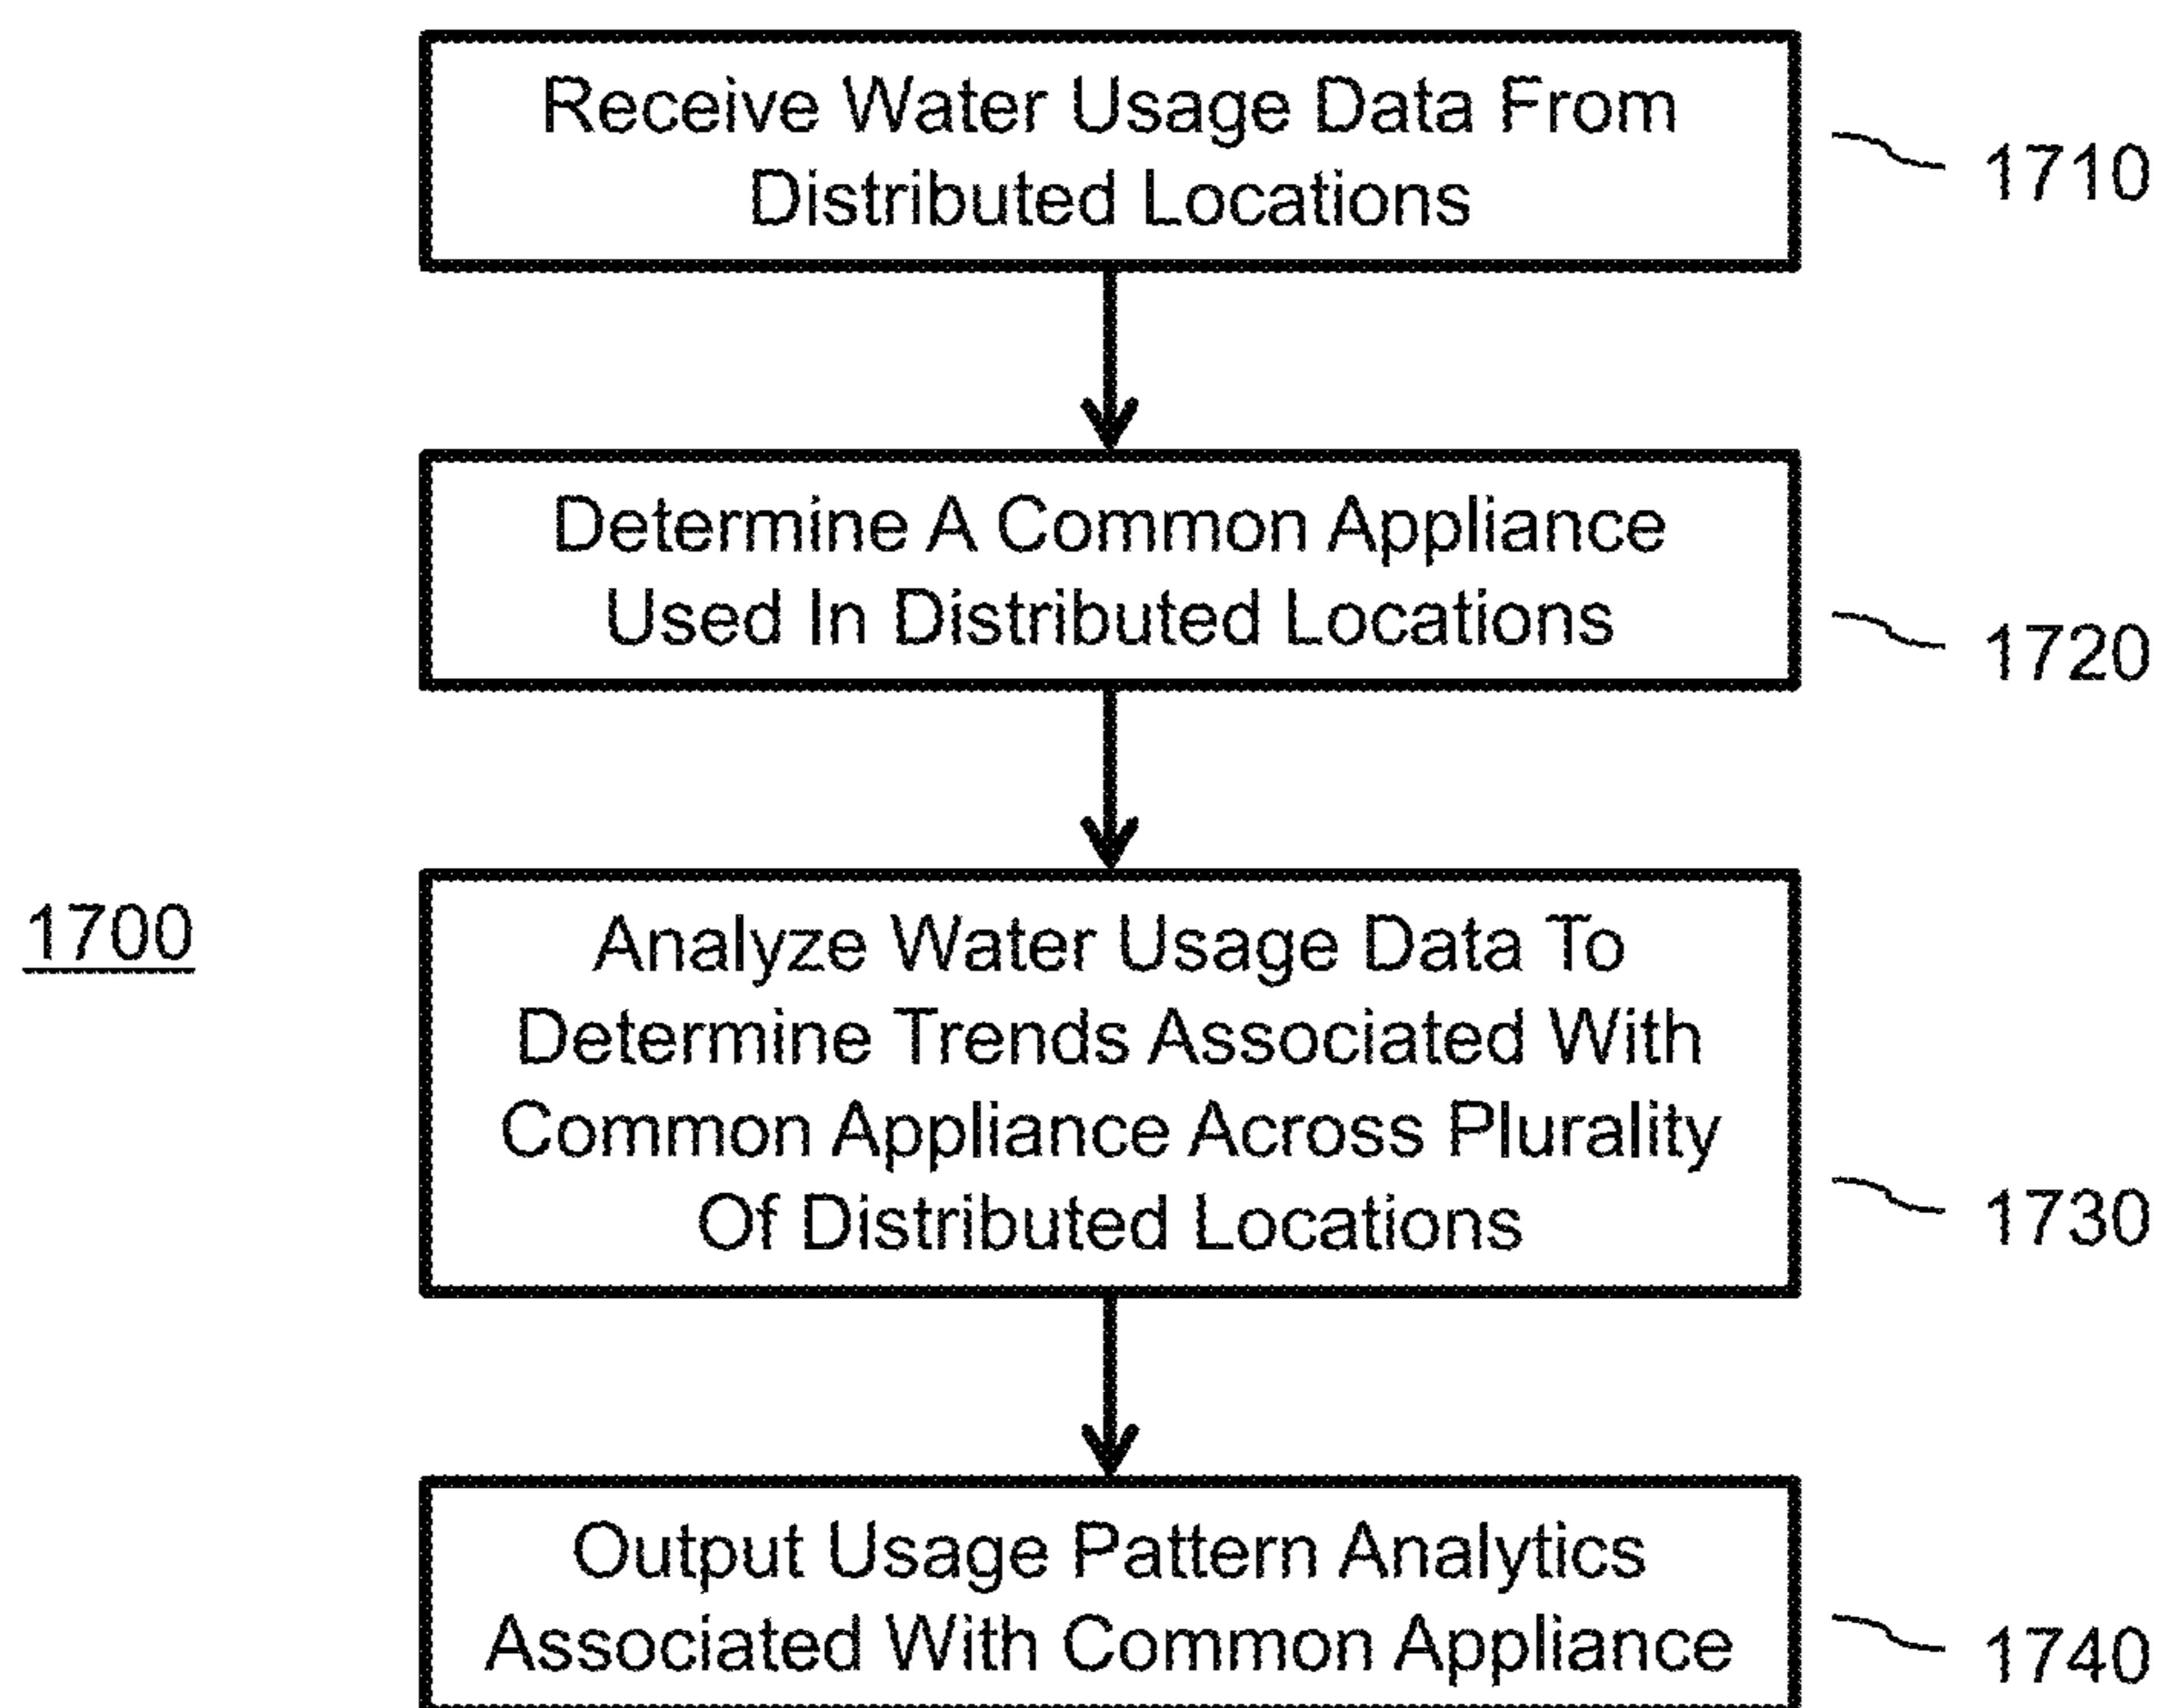 Receive Water Usage Data From
Distributed Locations
1710
Determine A Common Appliance
Used In Distributed Locations
1720
1700
Analyze Water Usage Data To
Determine Trends Associated With
Common Appliance Across Plurality
Of Distributed Locations
1730
Output Usage Pattern Analytics
Associated With Common Appliance
1740